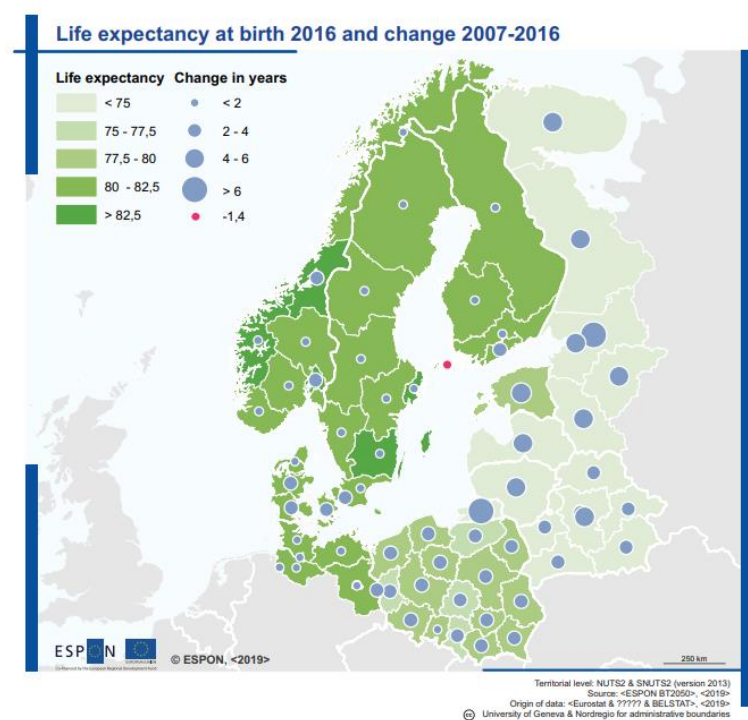 Life expectancy at birth 2016 and change 2007-2016
Life expectancy Change in years
< 75 < 2
75 - 77,5 2 - 4
77,5 - 80 4 - 6
80 - 82,5 > 6
> 82,5 -1,4
ESPON
© ESPON, <2019>
250 km
Territorial level: NUTS2 & SNUTS2 (version 2013)
Source: <ESPON BT2050>, <2019>
Origin of data: <Eurostat & ????? & BELSTAT>, <2019>
cc University of Geneva & Nordregio for administrative boundaries